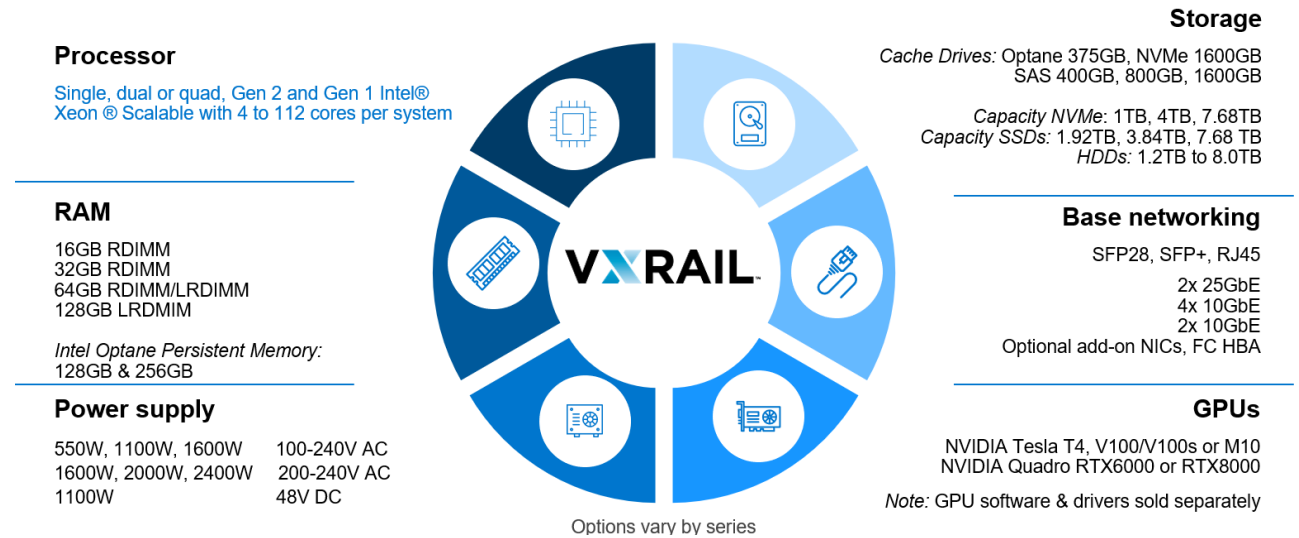 Processor
Single, dual or quad, Gen 2 and Gen 1 Intel®
Xeon ® Scalable with 4 to 112 cores per system
RAM
16GB RDIMM
32GB RDIMM
64GB RDIMM/LRDIMM
128GB LRDMIM
Intel Optane Persistent Memory:
128GB & 256GB
Power supply
550W, 1100W, 1600W 100-240V AC
1600W, 2000W, 2400W 200-240V AC
1100W 48V DC
VXRAIL™
Options vary by series
Storage
Cache Drives: Optane 375GB, NVMe 1600GB
SAS 400GB, 800GB, 1600GB
Capacity NVMe: 1TB, 4TB, 7.68TB
Capacity SSDs: 1.92TB, 3.84TB, 7.68 TB
HDDs: 1.2TB to 8.0TB
Base networking
SFP28, SFP+, RJ45
2x 25GbE
4x 10GbE
2x 10GbE
Optional add-on NICs, FC HBA
GPUs
NVIDIA Tesla T4, V100/V100s or M10
NVIDIA Quadro RTX6000 or RTX8000
Note: GPU software & drivers sold separately